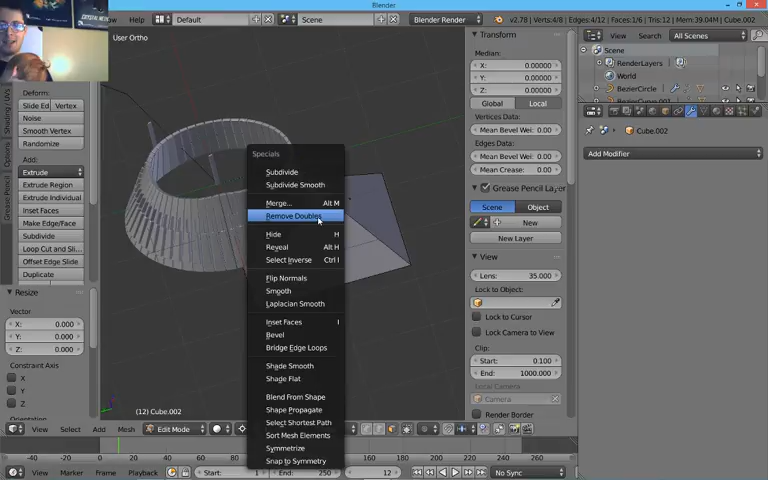 Blender
Help
Default
Scene
Blender Render
v2.78 | Verts:4/8 | Edges:4/12 | Faces:1/6 | Tris:12 | Mem:39.04M | Cube.002
User Ortho
Transform
View
Search
All Scenes
Median:
Scene
X: 0.00000
RenderLayers
Y: 0.00000
World
Z: 0.00000
BezierCircle
Deform:
Slide Ed
Vertex
Global
Local
Noise
Vertices Data:
Cube.002
Smooth Vertex
Mean Bevel Wei: 0.00
Randomize
Edges Data:
Add Modifier
Specials
Add:
Mean Bevel Wei: 0.00
Extrude
Subdivide
Mean Crease: 0.00
Extrude Region
Subdivide Smooth
Grease Pencil Layer
Extrude Individual
Merge...
Alt M
Scene
Object
Inset Faces
Remove Doubles
New
Make Edge/Face
Hide
H
New Layer
Subdivide
Reveal
Alt H
View
Loop Cut and Sli...
Select Inverse
Ctrl I
Offset Edge Slide
Lens: 35.000
Duplicate
Flip Normals
Lock to Object:
Resize
Smooth
Laplacian Smooth
Vector
Lock to Cursor
X: 0.000
Inset Faces
I
Lock Camera to View
Y: 0.000
Bevel
Clip:
Z: 0.000
Bridge Edge Loops
Start: 0.100
Constraint Axis
Shade Smooth
End: 1000.000
X
Shade Flat
Local Camera:
Y
Blend From Shape
Camera
Z
(12) Cube.002
Shape Propagate
Render Border
Orientation
Select Shortest Path
View
Select
Add
Mesh
Edit Mode
Sort Mesh Elements
Symmetrize
Snap to Symmetry
-40
-20
0
20
40
60
80
View
Marker
Frame
Playback
Start: 1
End: 250
12
No Sync
Options
Grease Pencil